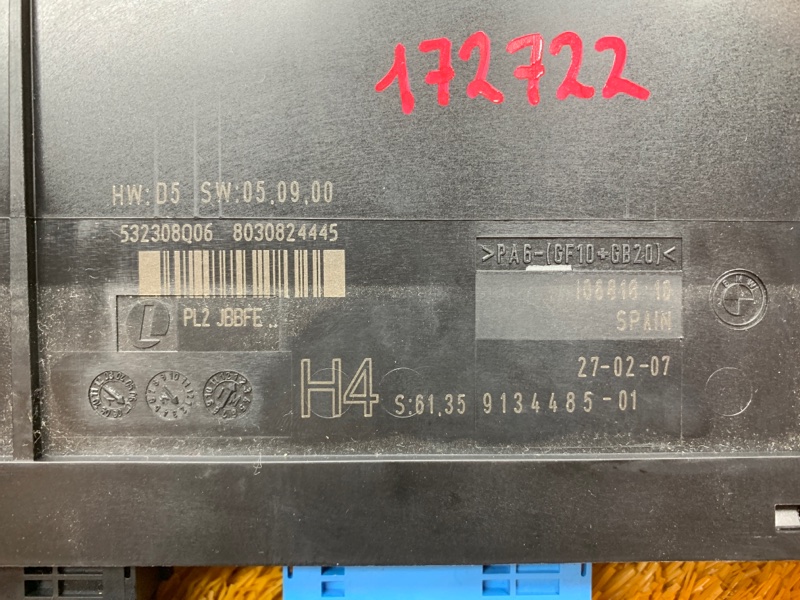 172722
HW:D5 SW:05.09.00
532308Q06 8030824445
>PA6-(GF10+GB20)<
BMW
L PL2 JBBFE ..
SPAIN
27-02-07
H4 S:61.35 9134485-01